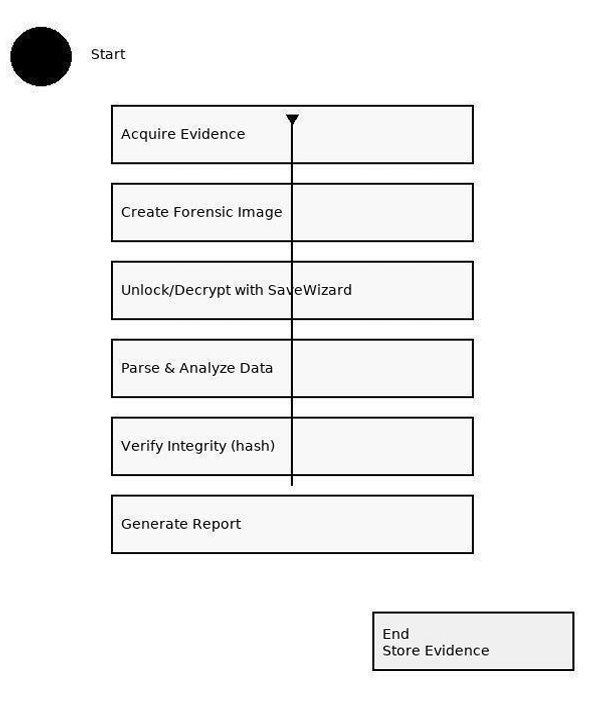 Start
Acquire Evidence
Create Forensic Image
Unlock/Decrypt with SaveWizard
Parse & Analyze Data
Verify Integrity (hash)
Generate Report
End
Store Evidence